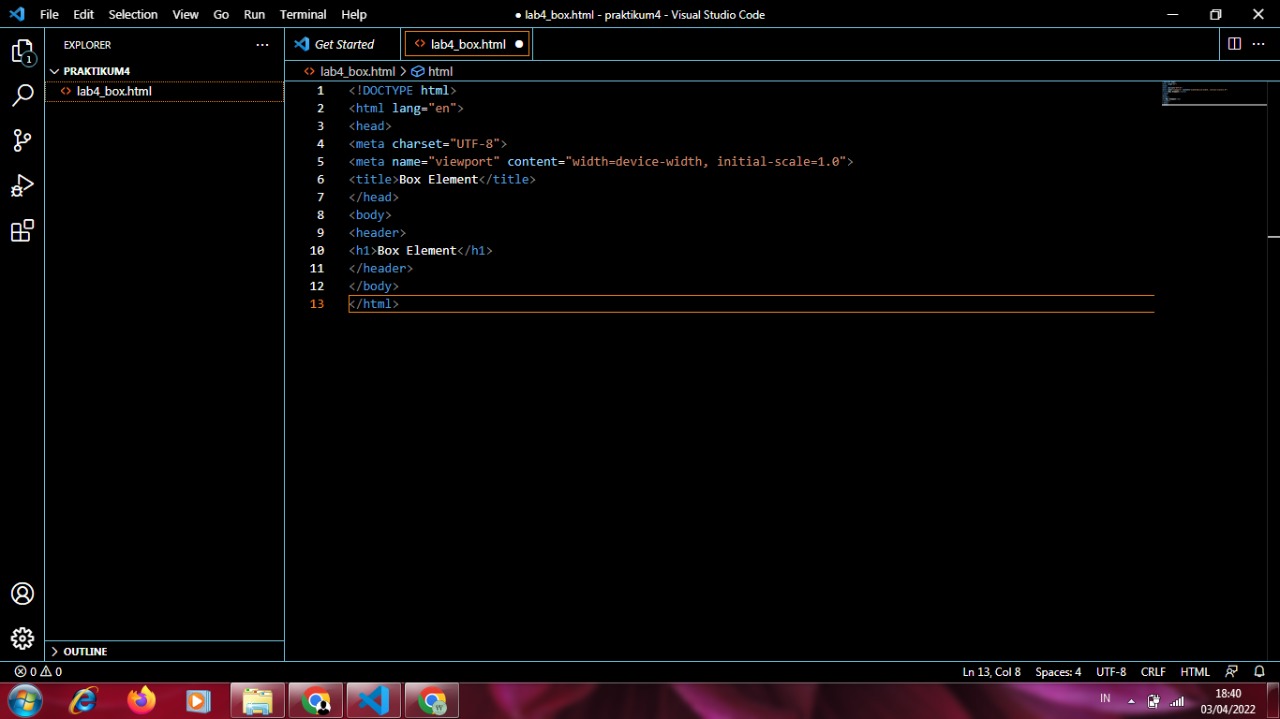 File Edit Selection View Go Run Terminal Help
● lab4_box.html - praktikum4 - Visual Studio Code
EXPLORER
Get Started
lab4_box.html
1
PRAKTIKUM4
lab4_box.html
lab4_box.html > html
1 <!DOCTYPE html>
2 <html lang="en">
3 <head>
4 <meta charset="UTF-8">
5 <meta name="viewport" content="width=device-width, initial-scale=1.0">
6 <title>Box Element</title>
7 </head>
8 <body>
9 <header>
10 <h1>Box Element</h1>
11 </header>
12 </body>
13 </html>
OUTLINE
0 0
Ln 13, Col 8 Spaces: 4 UTF-8 CRLF HTML
IN
18:40
03/04/2022